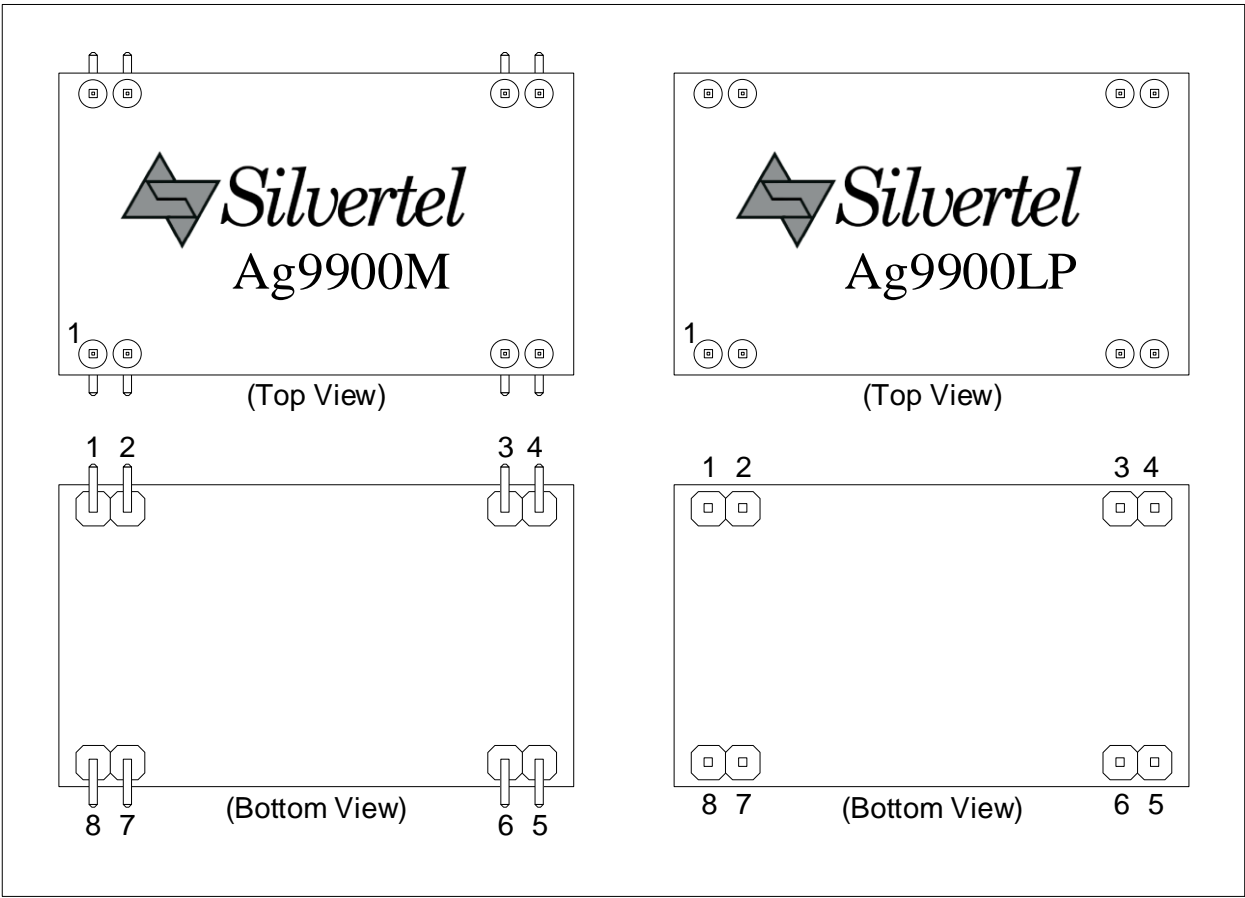 Silvertel Silvertel
Ag9900M Ag9900LP
1 1
(Top View) (Top View)
1 2 3 4
1 2 3 4
(Bottom View) (Bottom View)
8 7 6 5
8 7 6 5